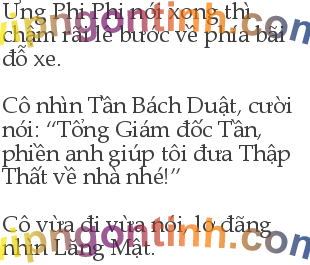 Ưng Phi Phi nói xong thì
chậm rãi lê bước về phía bãi
đỗ xe.
Cô nhìn Tần Bách Duật, cười
nói: “Tổng Giám đốc Tần,
phiền anh giúp tôi đưa Thập
Thất về nhà nhé!”
Cô vừa đi vừa nói, lơ đãng
nhìn Lăng Mật.